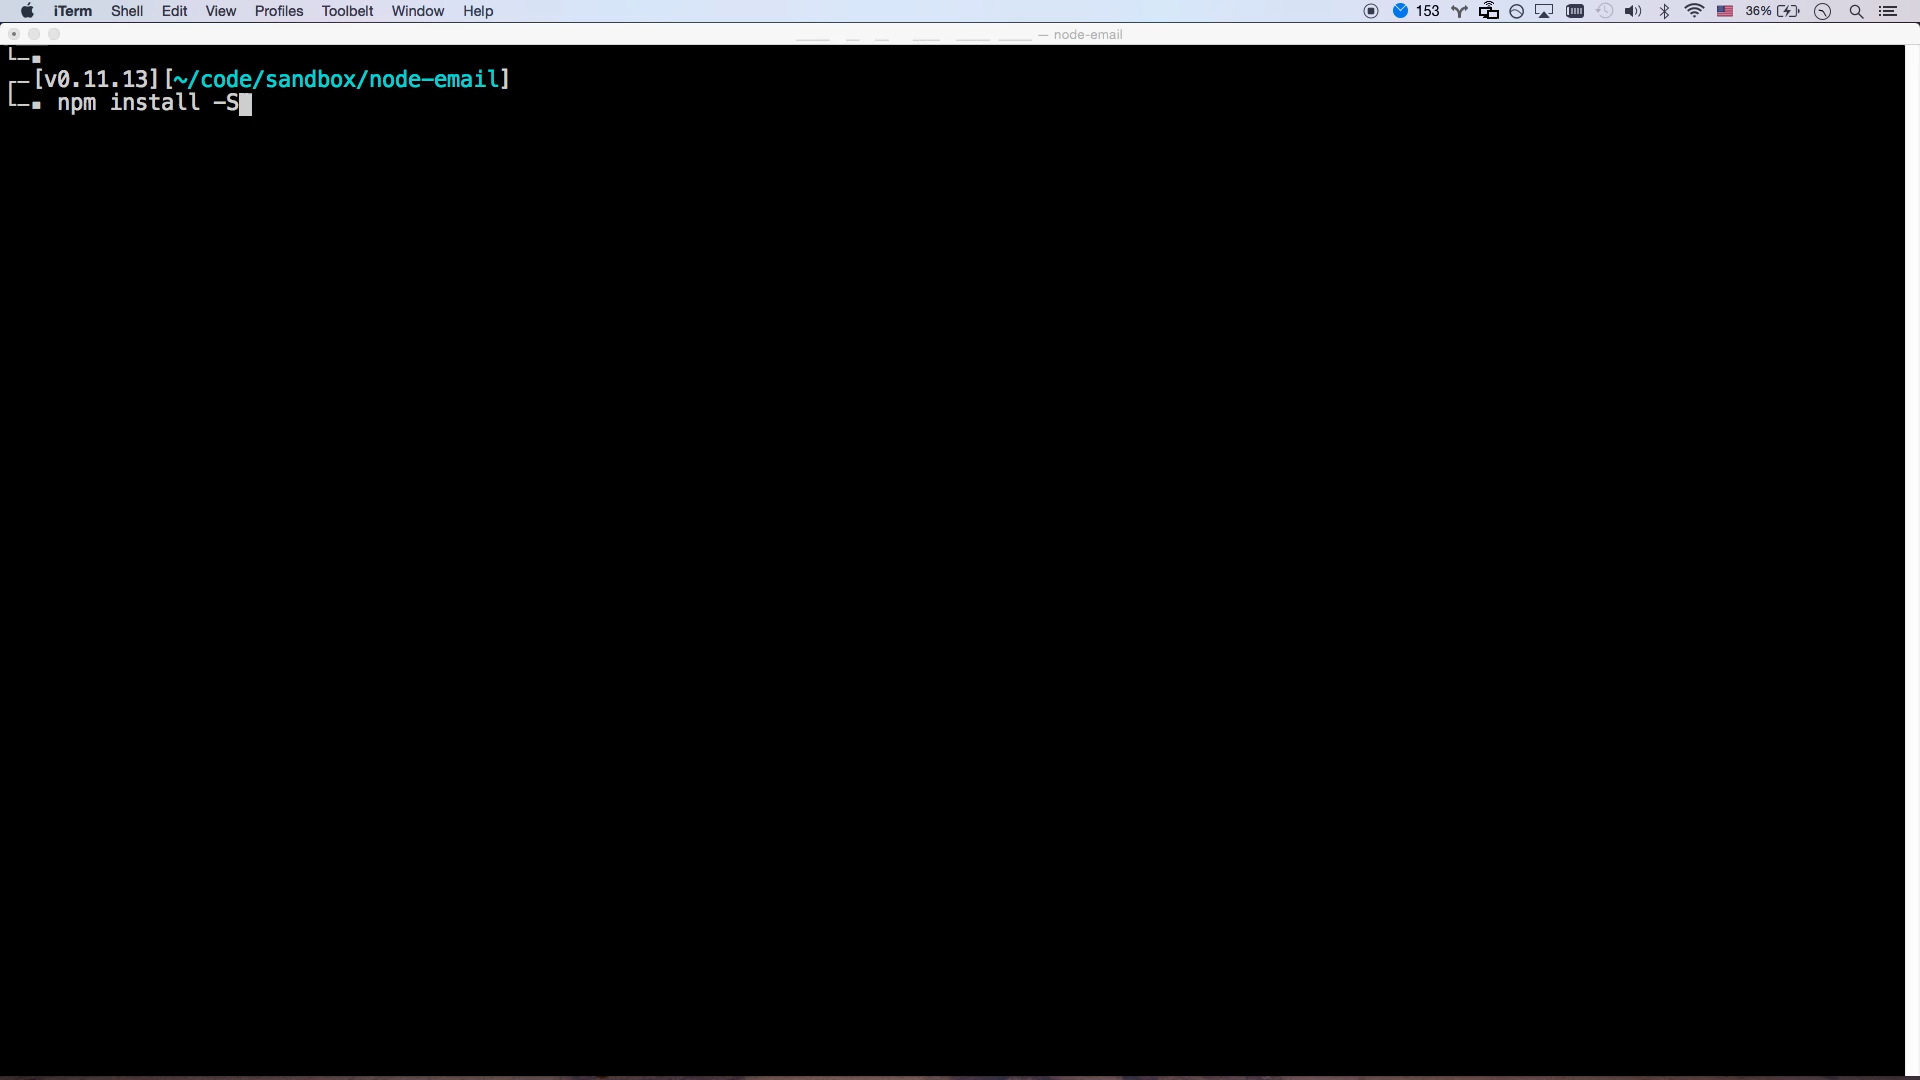 iTerm Shell Edit View Profiles Toolbelt Window Help 153 36%
— node-email
[v0.11.13][~/code/sandbox/node-email]
npm install -S